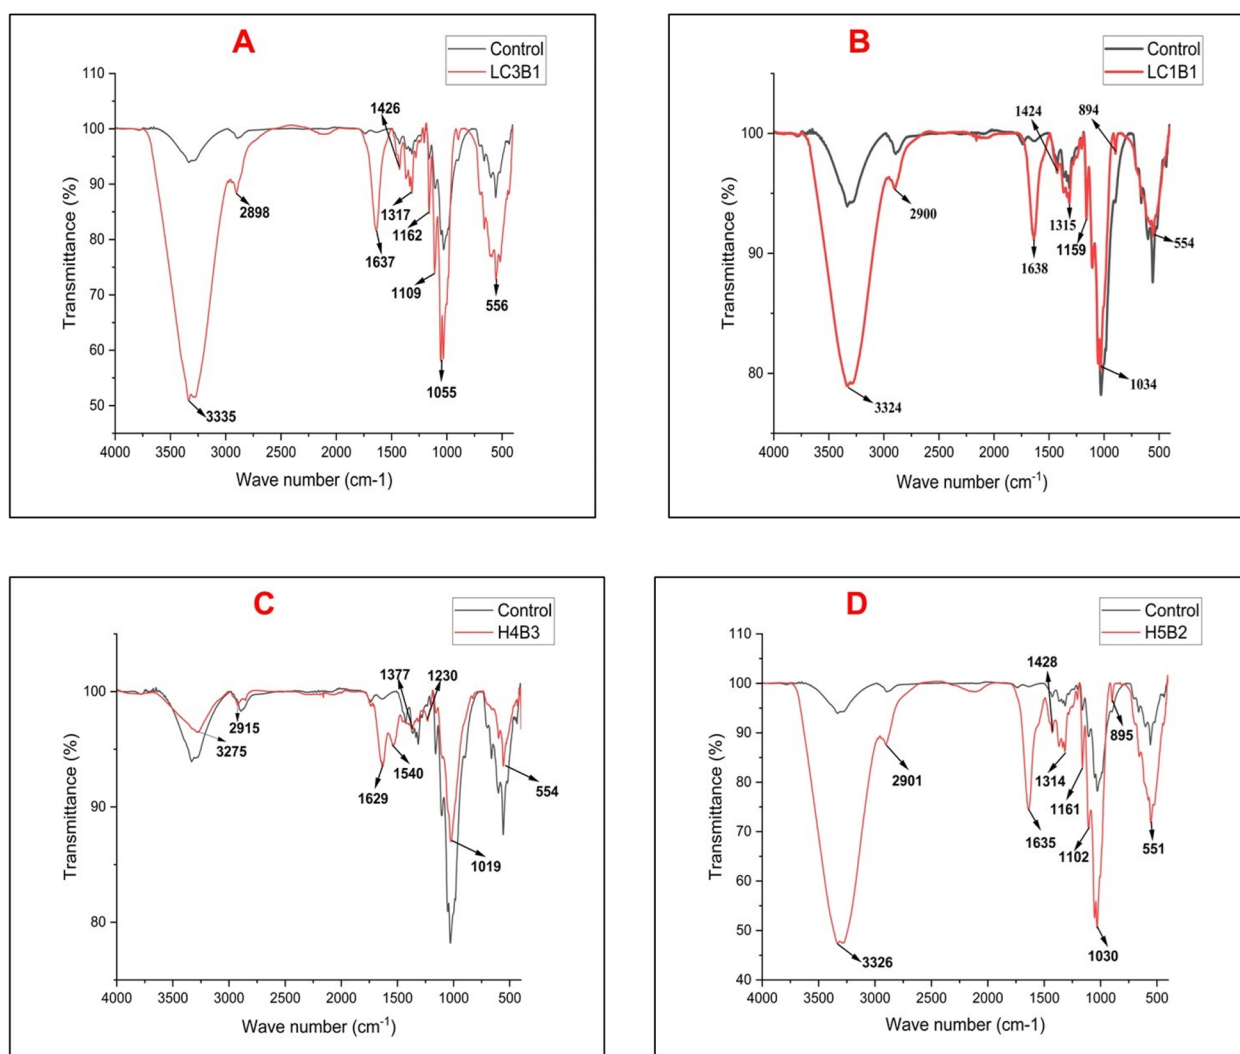 A
Control
LC3B1
110
100
90
80
70
60
50
Transmittance (%)
1426
2898
1317
1162
1637
1109
556
1055
3335
4000 3500 3000 2500 2000 1500 1000 500
Wave number (cm-1)
B
Control
LC1B1
100
90
80
Transmittance (%)
1424
894
2900
1315
1159
554
1638
1034
3324
4000 3500 3000 2500 2000 1500 1000 500
Wave number (cm⁻¹)
C
Control
H4B3
100
90
80
Transmittance (%)
1377
1230
2915
3275
1540
1629
554
1019
4000 3500 3000 2500 2000 1500 1000 500
Wave number (cm⁻¹)
D
Control
H5B2
110
100
90
80
70
60
50
40
Transmittance (%)
1428
895
2901
1314
1161
1635
1102
551
1030
3326
4000 3500 3000 2500 2000 1500 1000 500
Wave number (cm-1)